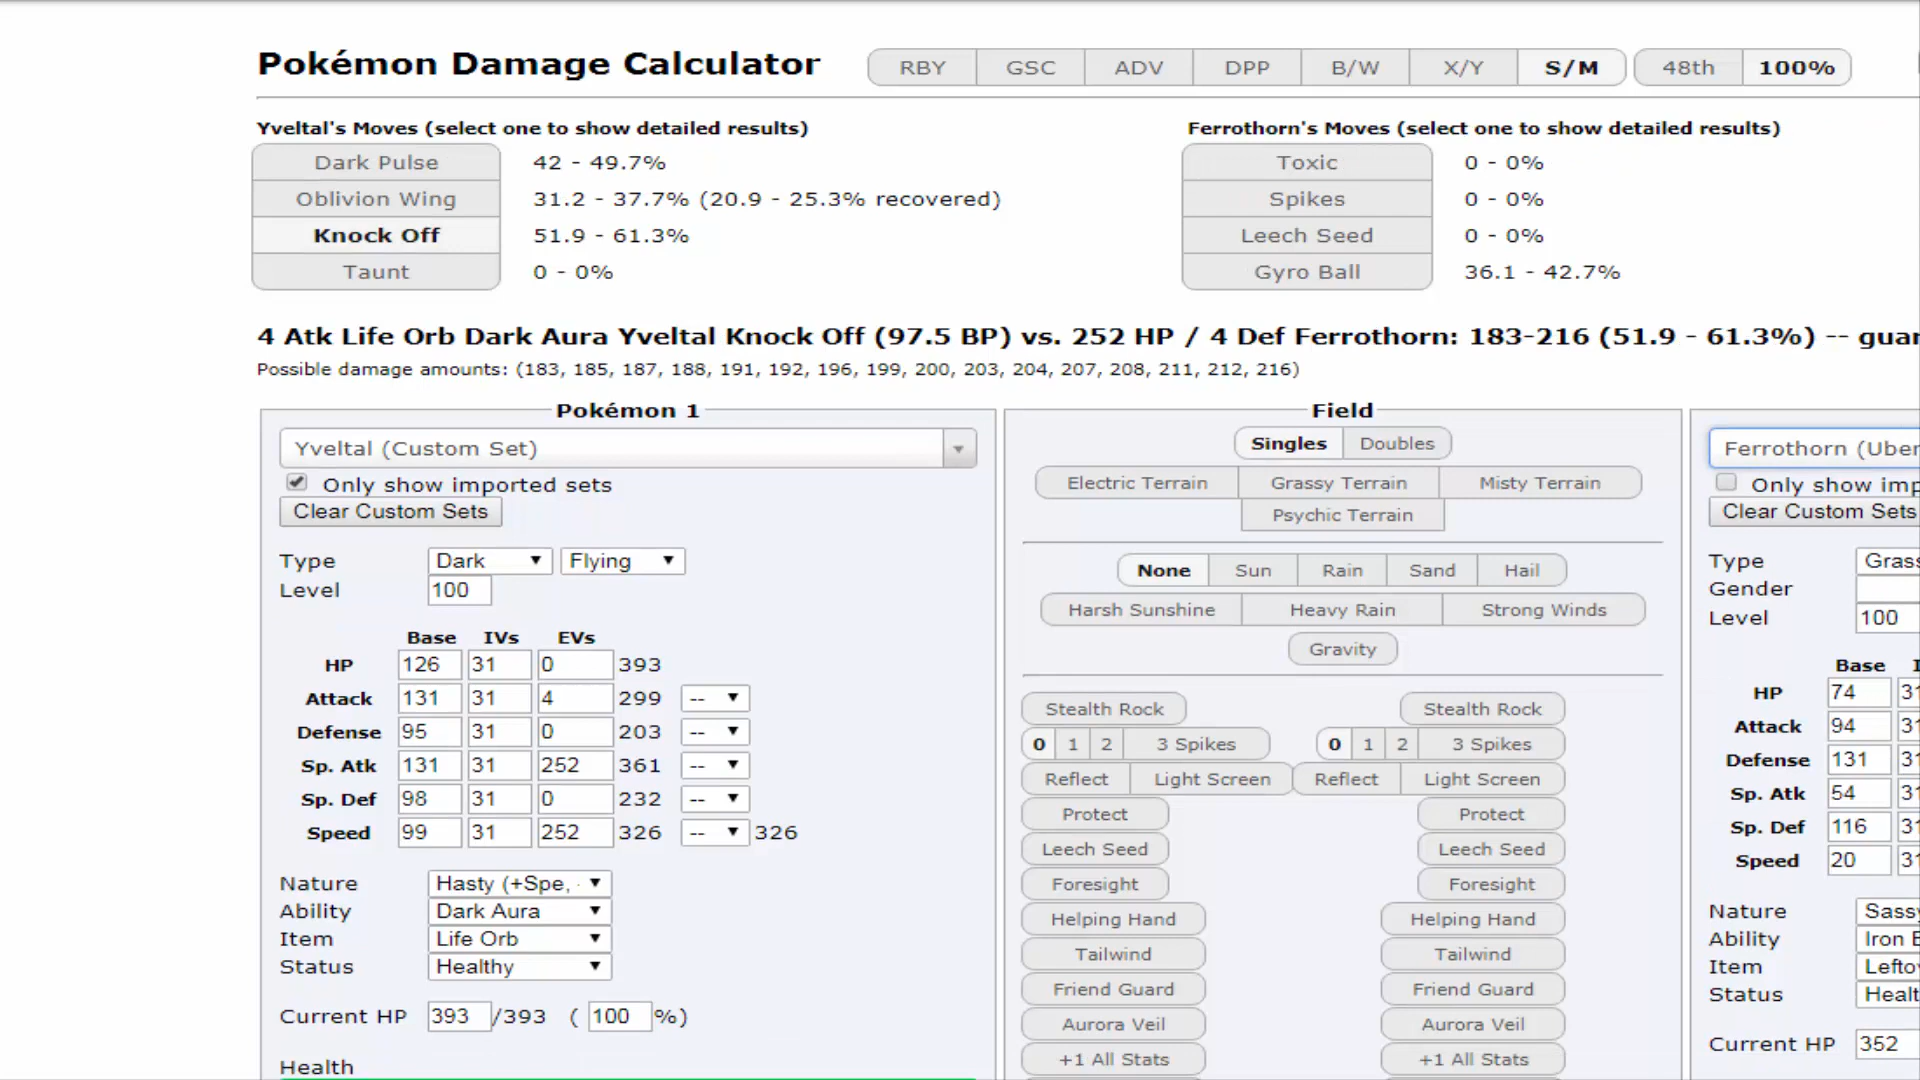 Pokémon Damage Calculator RBY GSC ADV DPP B/W X/Y S/M 48th 100%
Yveltal's Moves (select one to show detailed results) Ferrothorn's Moves (select one to show detailed results)
Dark Pulse 42 - 49.7% Toxic 0 - 0%
Oblivion Wing 31.2 - 37.7% (20.9 - 25.3% recovered) Spikes 0 - 0%
Knock Off 51.9 - 61.3% Leech Seed 0 - 0%
Taunt 0 - 0% Gyro Ball 36.1 - 42.7%
4 Atk Life Orb Dark Aura Yveltal Knock Off (97.5 BP) vs. 252 HP / 4 Def Ferrothorn: 183-216 (51.9 - 61.3%) -- guar
Possible damage amounts: (183, 185, 187, 188, 191, 192, 196, 199, 200, 203, 204, 207, 208, 211, 212, 216)
Pokémon 1
Yveltal (Custom Set)
Only show imported sets
Clear Custom Sets
Type Dark Flying
Level 100
Base IVs EVs
HP 126 31 0 393
Attack 131 31 4 299 --
Defense 95 31 0 203 --
Sp. Atk 131 31 252 361 --
Sp. Def 98 31 0 232 --
Speed 99 31 252 326 -- 326
Nature Hasty (+Spe, -
Ability Dark Aura
Item Life Orb
Status Healthy
Current HP 393 /393 ( 100 %)
Health
Field
Singles Doubles
Electric Terrain Grassy Terrain Misty Terrain
Psychic Terrain
None Sun Rain Sand Hail
Harsh Sunshine Heavy Rain Strong Winds
Gravity
Stealth Rock Stealth Rock
0 1 2 3 Spikes 0 1 2 3 Spikes
Reflect Light Screen Reflect Light Screen
Protect Protect
Leech Seed Leech Seed
Foresight Foresight
Helping Hand Helping Hand
Tailwind Tailwind
Friend Guard Friend Guard
Aurora Veil Aurora Veil
+1 All Stats +1 All Stats
Ferrothorn (Uber
Only show imp
Clear Custom Sets
Type Grass
Gender
Level 100
Base I
HP 74 31
Attack 94 31
Defense 131 31
Sp. Atk 54 31
Sp. Def 116 31
Speed 20 31
Nature Sassy
Ability Iron B
Item Lefto
Status Healt
Current HP 352